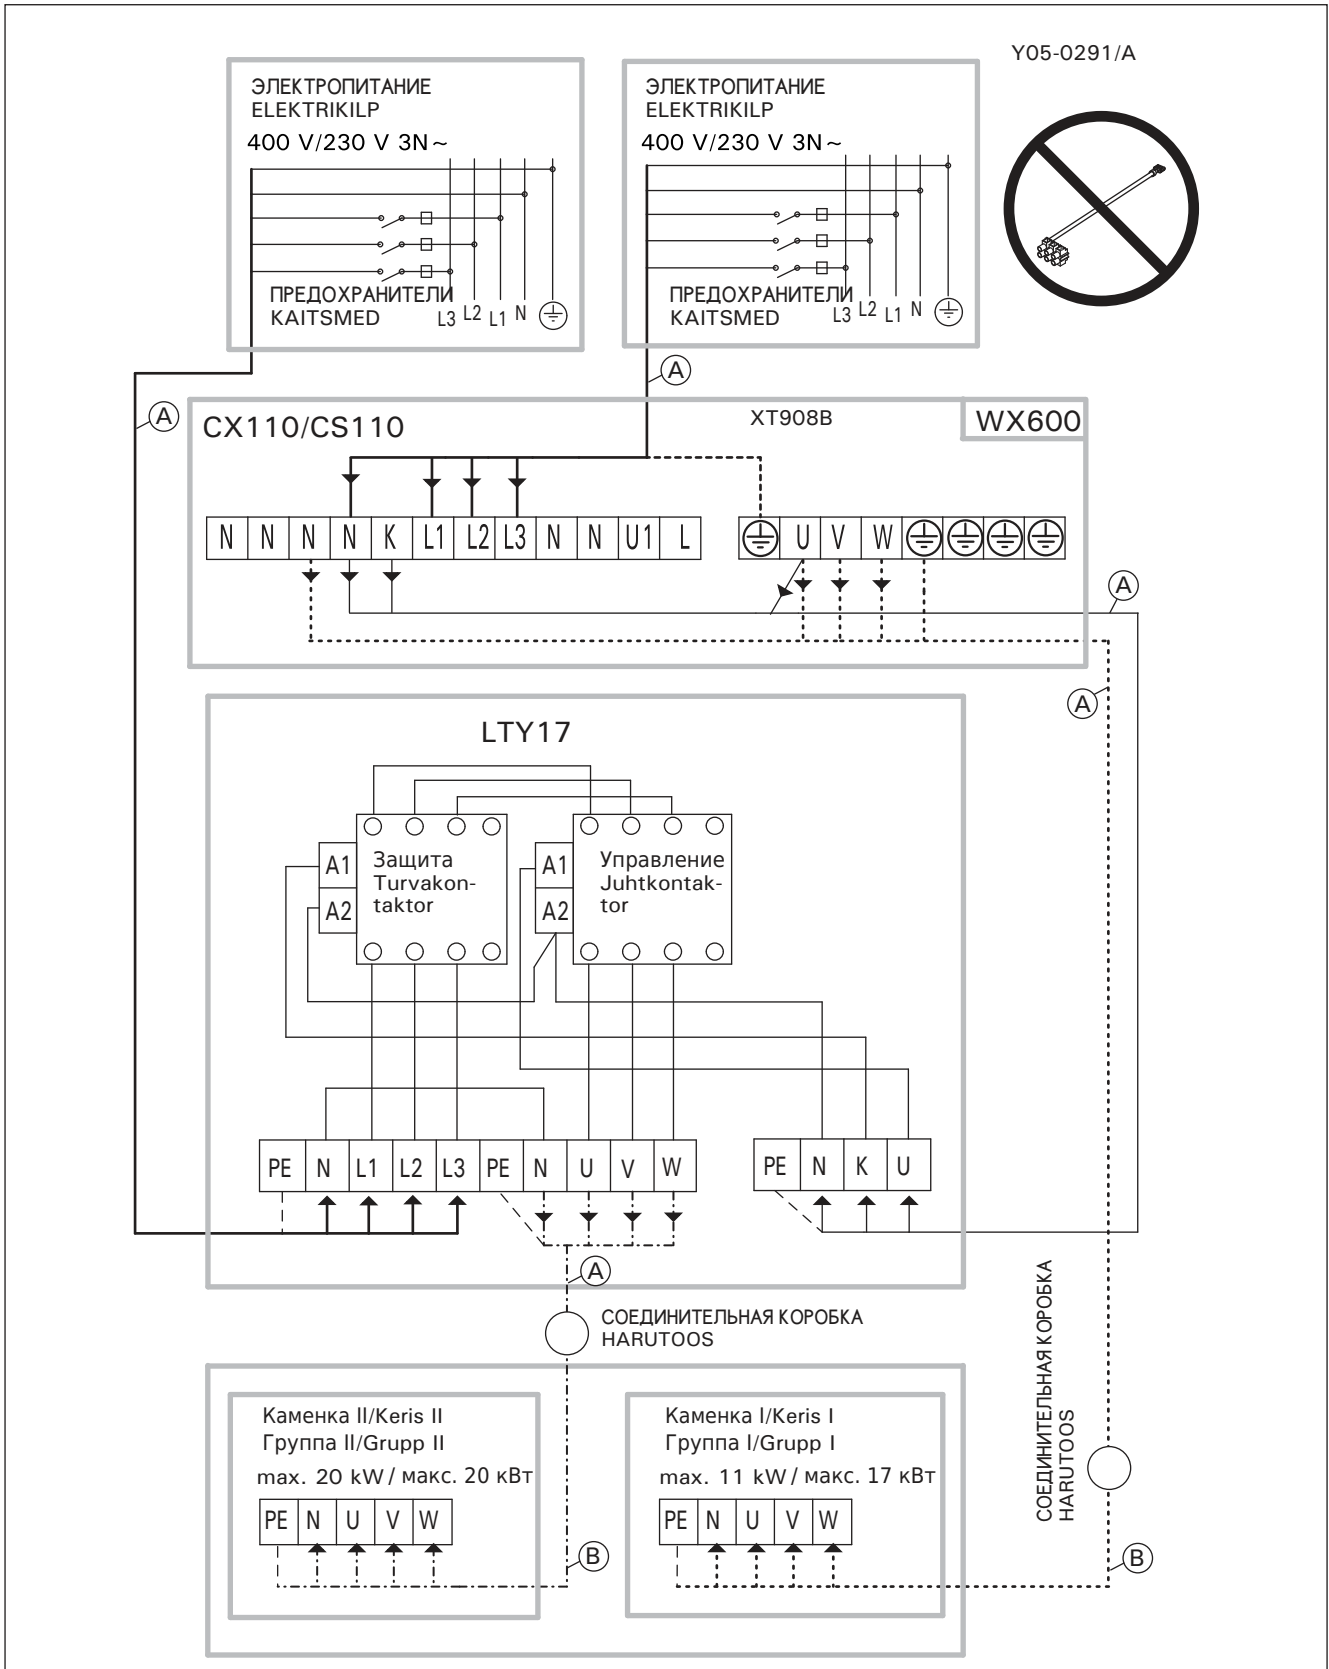 Y05-0291/A
ЭЛЕКТРОПИТАНИЕ
ELEKTRIKILP
400 V/230 V 3N~
ПРЕДОХРАНИТЕЛИ
KAITSMED
L3 L2 L1 N
ЭЛЕКТРОПИТАНИЕ
ELEKTRIKILP
400 V/230 V 3N~
ПРЕДОХРАНИТЕЛИ
KAITSMED
L3 L2 L1 N
A
A
CX110/CS110
XT908B
WX600
N N N N K L1 L2 L3 N N U1 L
U V W
A
A
LTY17
A1
A2
Защита
Turvakon-
taktor
A1
A2
Управление
Juhtkontak-
tor
PE N L1 L2 L3 PE N U V W
PE N K U
A
СОЕДИНИТЕЛЬНАЯ КОРОБКА
HARUTOOS
СОЕДИНИТЕЛЬНАЯ КОРОБКА
HARUTOOS
Каменка II/Keris II
Группа II/Grupp II
max. 20 kW / макс. 20 кВт
PE N U V W
B
Каменка I/Keris I
Группа I/Grupp I
max. 11 kW / макс. 17 кВт
PE N U V W
B